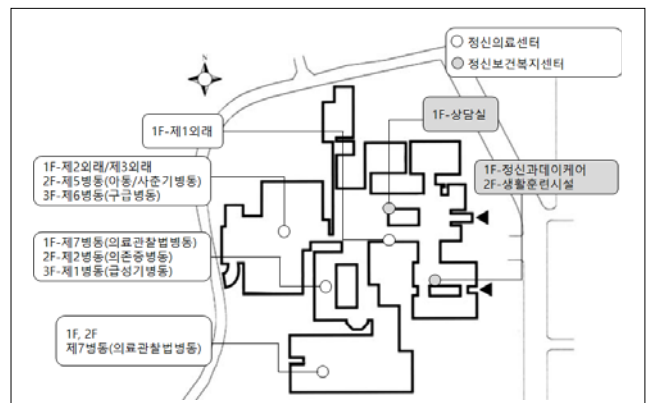 N
정신의료센터
정신보건복지센터
1F-제1외래
1F-상담실
1F-제2외래/제3외래
2F-제5병동(아동/사춘기병동)
3F-제6병동(구급병동)
1F-정신과데이케어
2F-생활훈련시설
1F-제7병동(의료관찰법병동)
2F-제2병동(의존증병동)
3F-제1병동(급성기병동)
1F, 2F
제7병동(의료관찰법병동)